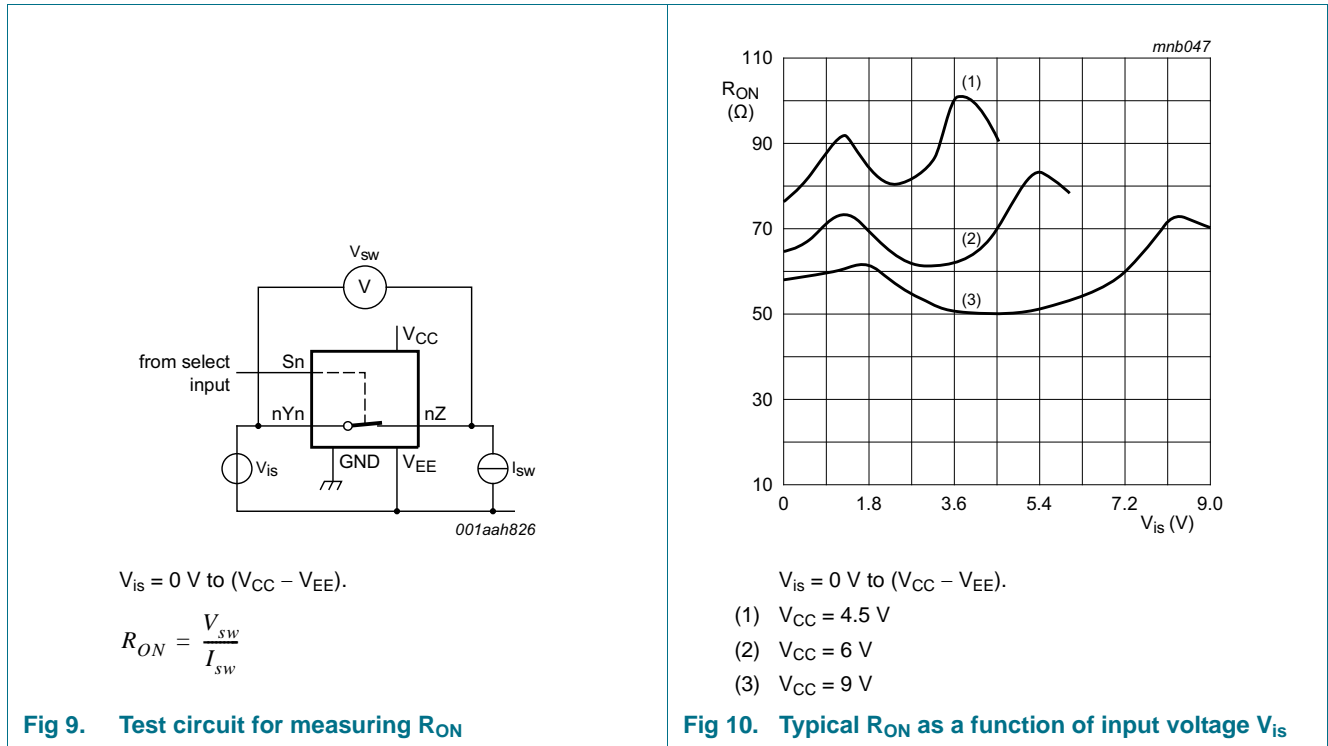 V_sw
V
V_CC
from select
input
Sn
nYn
nZ
V_is
GND
V_EE
I_sw
001aah826
V_is = 0 V to (V_CC − V_EE).
R_ON = V_sw / I_sw
Fig 9. Test circuit for measuring R_ON
mnb047
110
R_ON
(Ω)
90
70
50
30
10
(1)
(2)
(3)
0 1.8 3.6 5.4 7.2 9.0
V_is (V)
V_is = 0 V to (V_CC − V_EE).
(1) V_CC = 4.5 V
(2) V_CC = 6 V
(3) V_CC = 9 V
Fig 10. Typical R_ON as a function of input voltage V_is